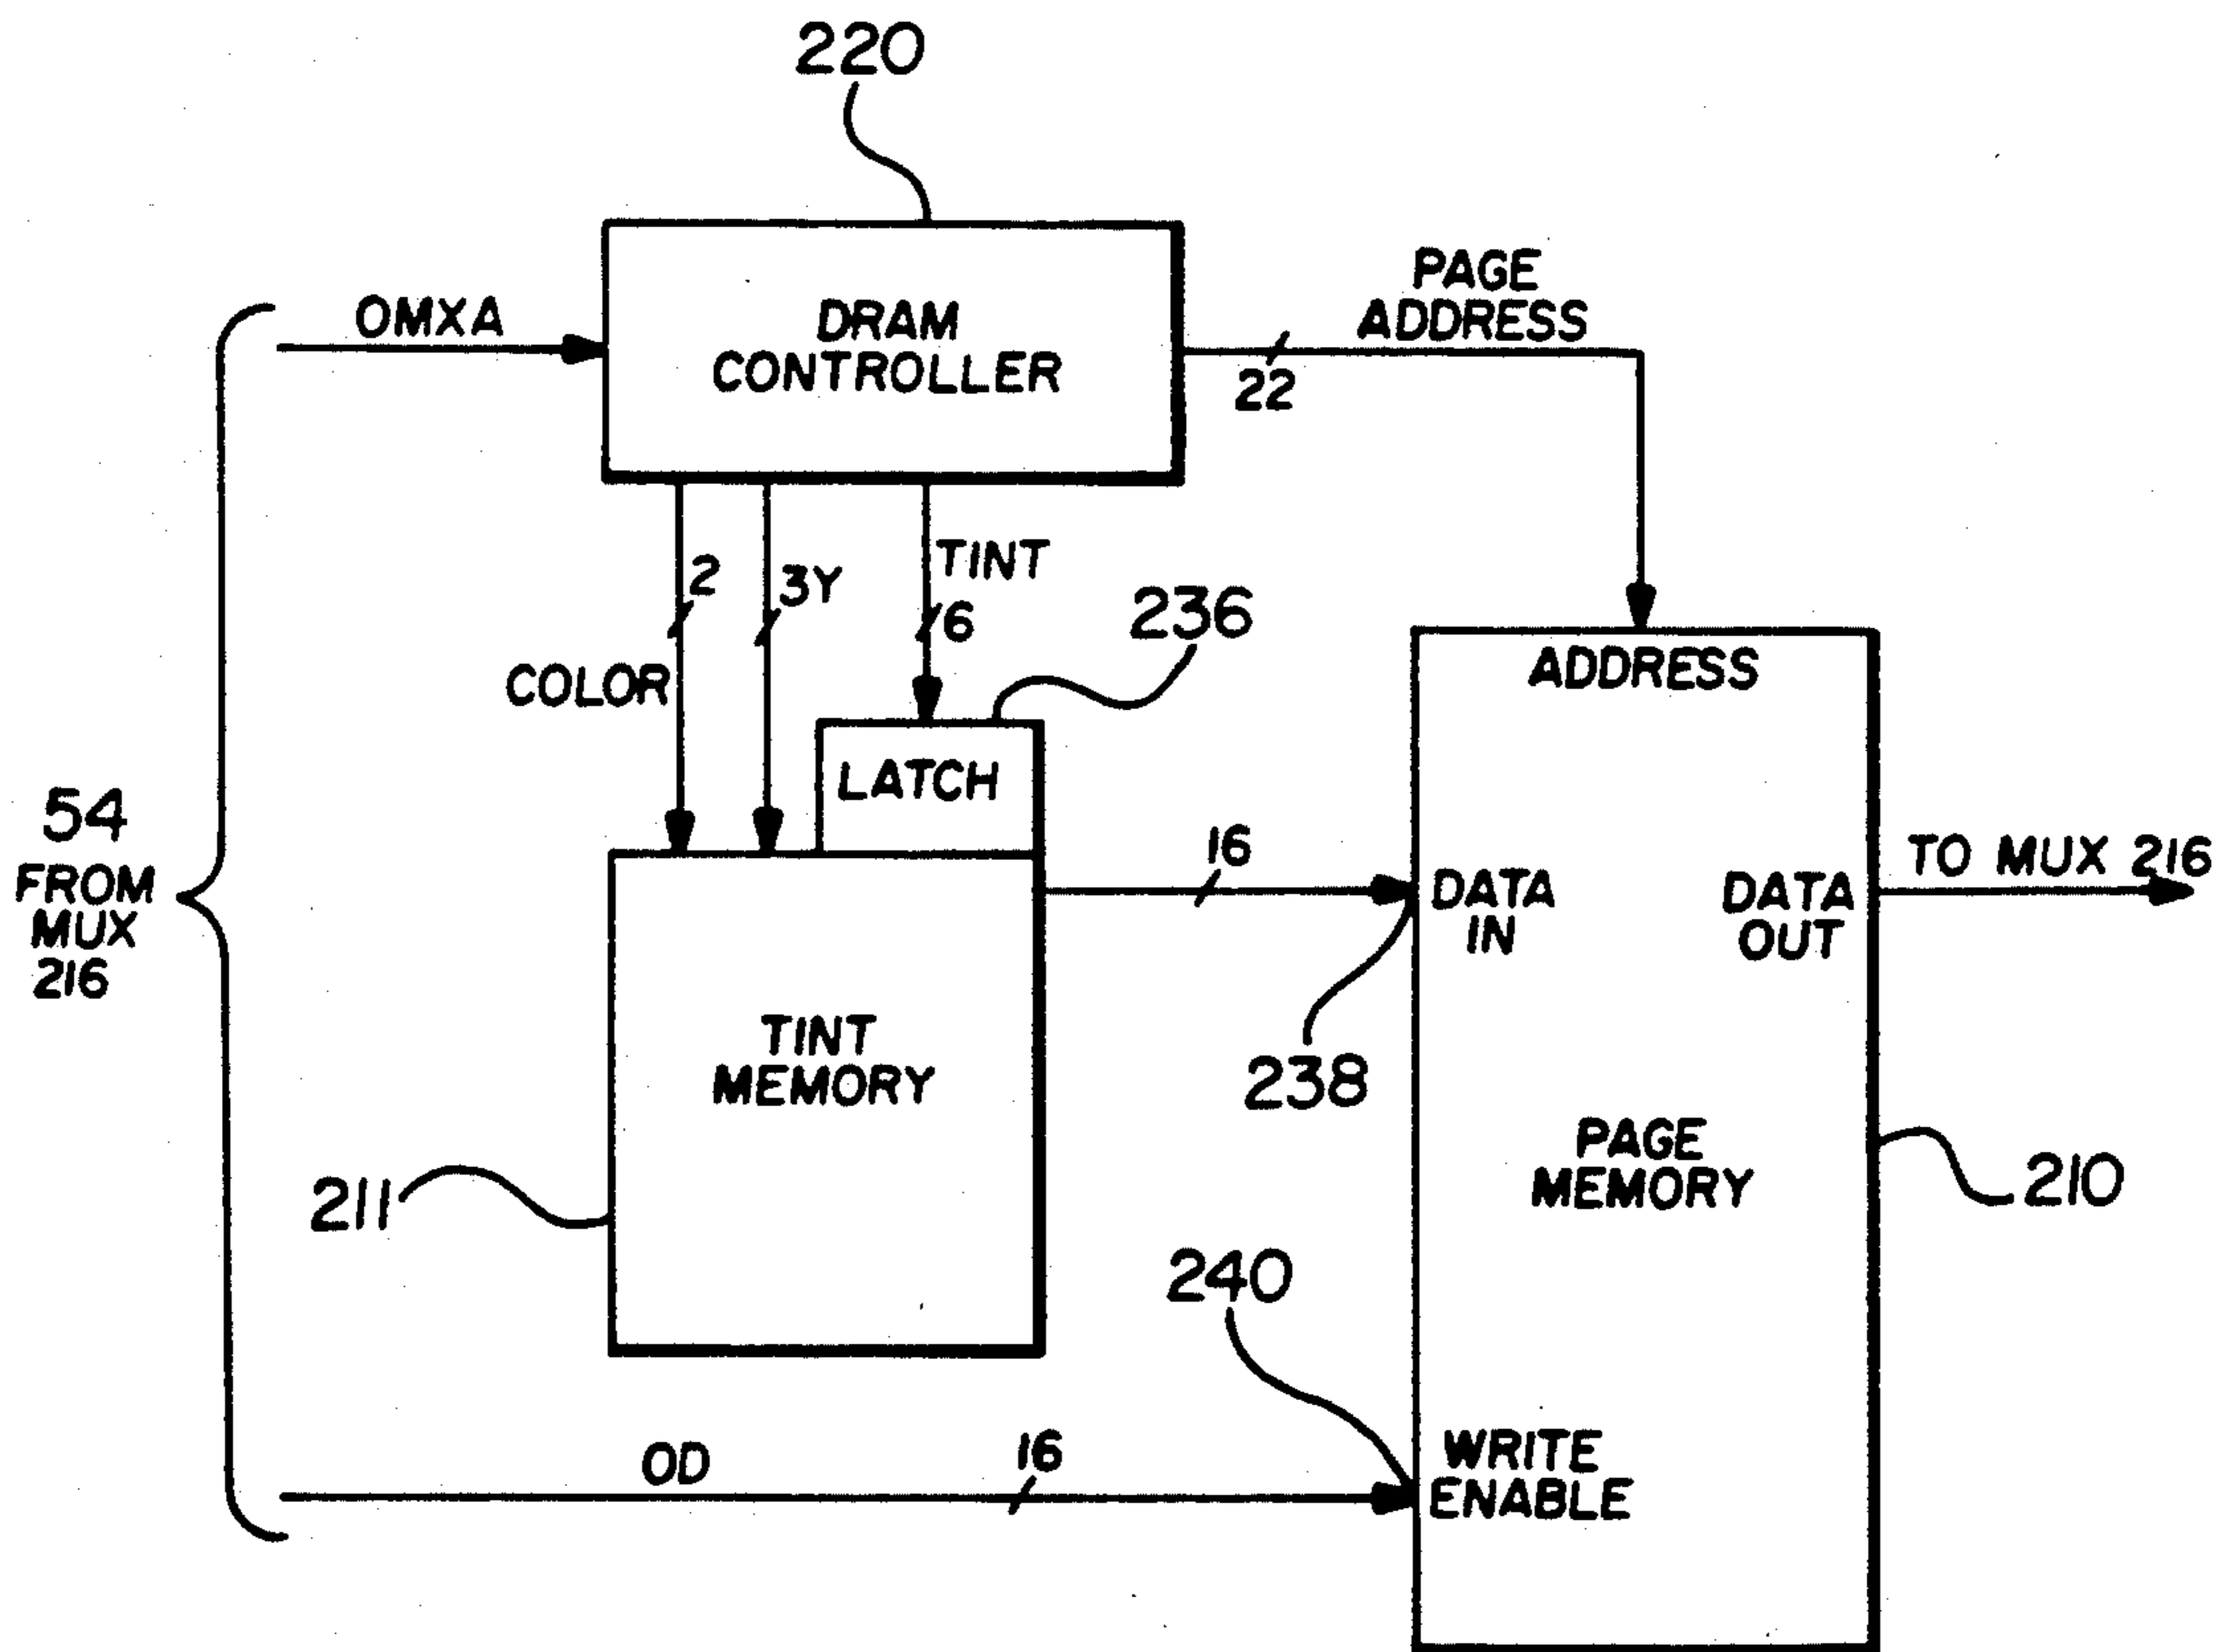 220
OMXA
DRAM
CONTROLLER
PAGE
ADDRESS
22
2
3Y
TINT
6
COLOR
236
LATCH
ADDRESS
54
FROM
MUX
216
16
DATA
IN
DATA
OUT
TO MUX 216
TINT
MEMORY
238
211
PAGE
MEMORY
210
240
OD
16
WRITE
ENABLE